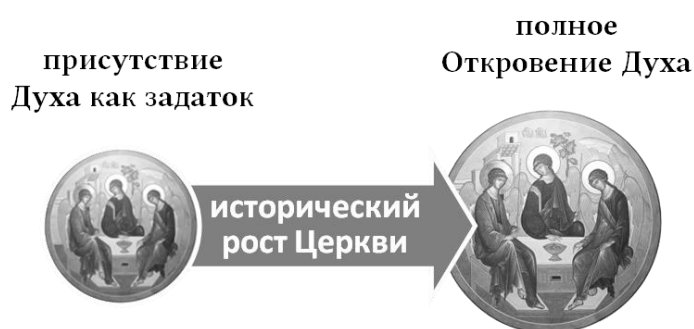 присутствие
Духа как задаток
полное
Откровение Духа
исторический
рост Церкви